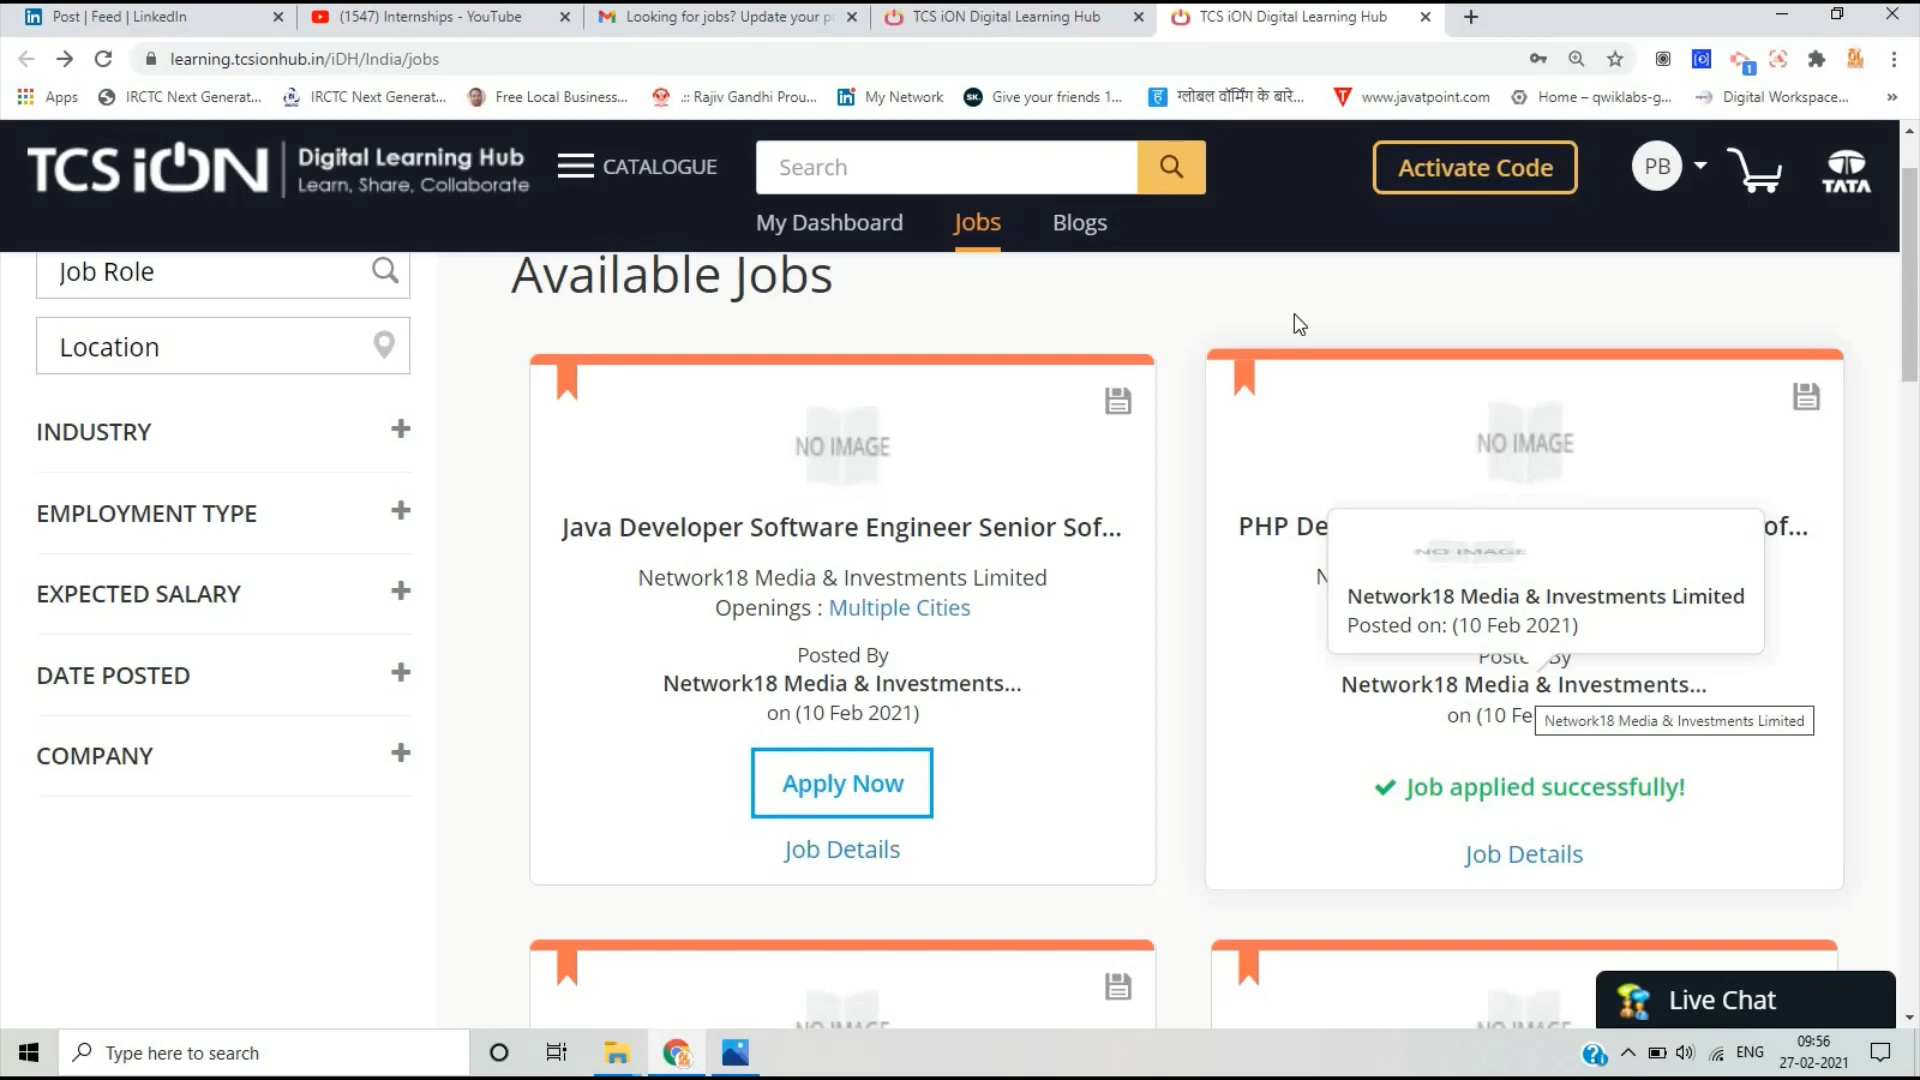 Post | Feed | LinkedIn
(1547) Internships - YouTube
Looking for jobs? Update your p
TCS iON Digital Learning Hub
TCS iON Digital Learning Hub
learning.tcsionhub.in/iDH/India/jobs
1
Apps
IRCTC Next Generat...
IRCTC Next Generat...
Free Local Business...
.:: Rajiv Gandhi Prou...
My Network
SK.
Give your friends 1...
ग्लोबल वॉर्मिंग के बारे...
www.javatpoint.com
Home – qwiklabs-g...
Digital Workspace...
TCS iON
Digital Learning Hub
Learn, Share, Collaborate
CATALOGUE
Search
Activate Code
PB
TATA
My Dashboard
Jobs
Blogs
Job Role
Location
INDUSTRY
EMPLOYMENT TYPE
EXPECTED SALARY
DATE POSTED
COMPANY
Available Jobs
NO IMAGE
Java Developer Software Engineer Senior Sof...
Network18 Media & Investments Limited
Openings : Multiple Cities
Posted By
Network18 Media & Investments...
on (10 Feb 2021)
Apply Now
Job Details
NO IMAGE
PHP De
of...
NO IMAGE
Network18 Media & Investments Limited
Posted on: (10 Feb 2021)
Network18 Media & Investments...
on (10 Fe
Network18 Media & Investments Limited
Job applied successfully!
Job Details
NO IMAGE
NO IMAGE
Live Chat
Type here to search
ENG
09:56
27-02-2021